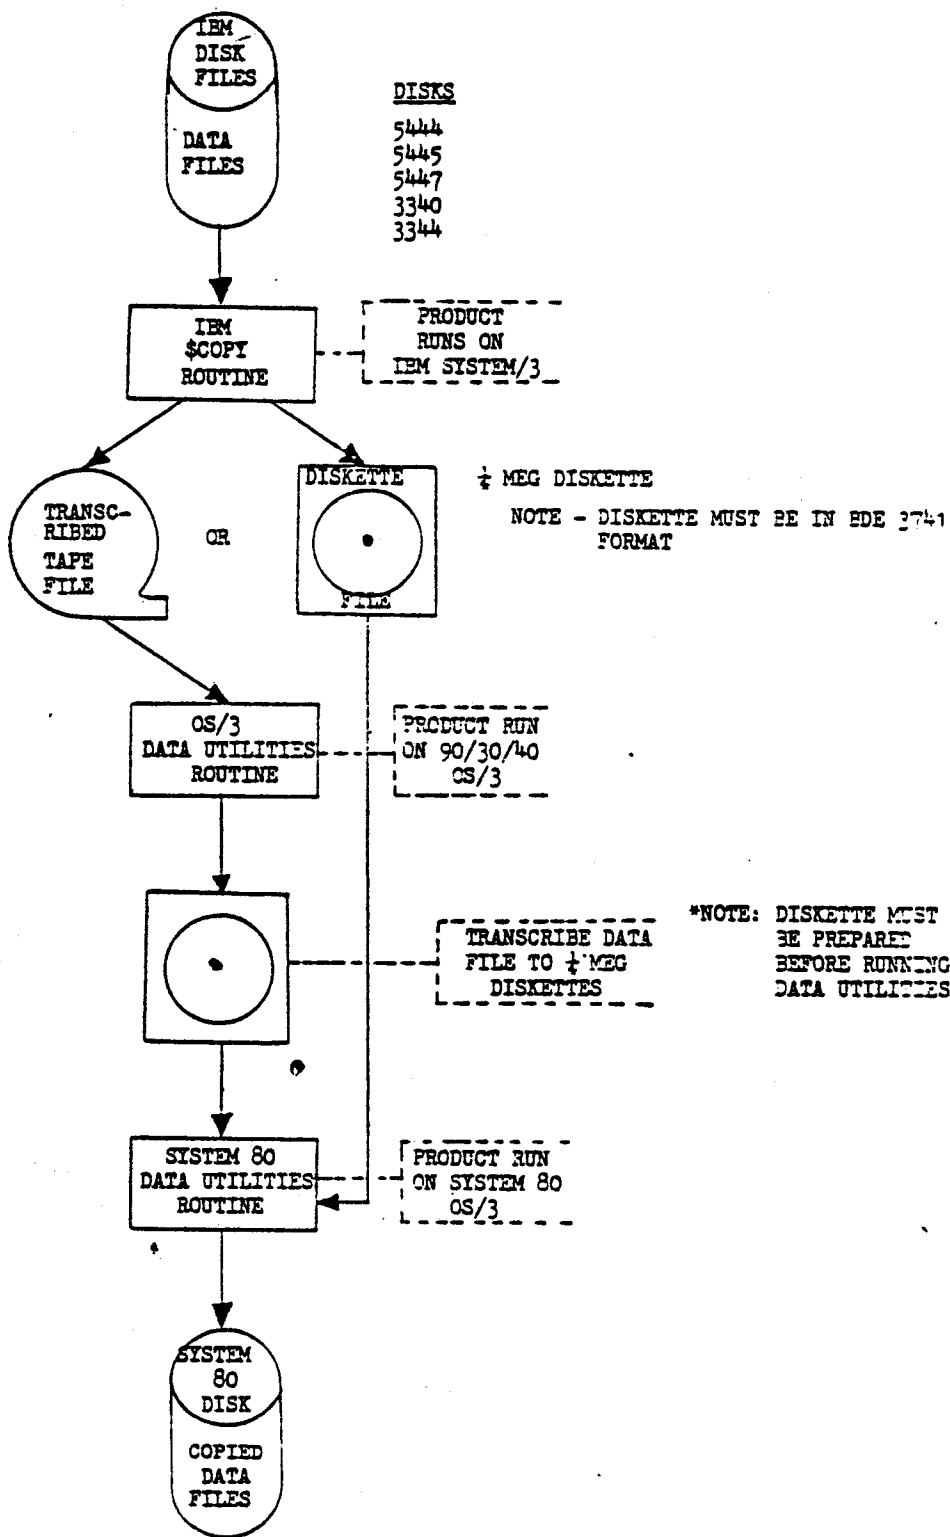 IBM
DISK
FILES
DATA
FILES
DISKS
5444
5445
5447
3340
3344
IBM
$COPY
ROUTINE
PRODUCT
RUNS ON
IBM SYSTEM/3
TRANSC-
RIBED
TAPE
FILE
OR
DISKETTE
FILE
¼ MEG DISKETTE
NOTE - DISKETTE MUST BE IN BDE 3741
FORMAT
OS/3
DATA UTILITIES
ROUTINE
PRODUCT RUN
ON 90/30/40
OS/3
TRANSCRIBE DATA
FILE TO ¼ MEG
DISKETTES
*NOTE: DISKETTE MUST
BE PREPARED
BEFORE RUNNING
DATA UTILITIES
SYSTEM 80
DATA UTILITIES
ROUTINE
PRODUCT RUN
ON SYSTEM 80
OS/3
SYSTEM
80
DISK
COPIED
DATA
FILES